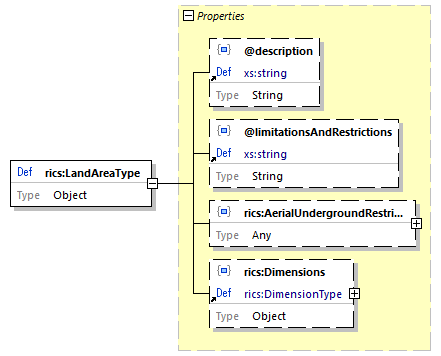 Properties
@description
Def xs:string
Type String
@limitationsAndRestrictions
Def xs:string
Type String
Def rics:LandAreaType
Type Object
rics:AerialUndergroundRestri...
Type Any
rics:Dimensions
Def rics:DimensionType
Type Object